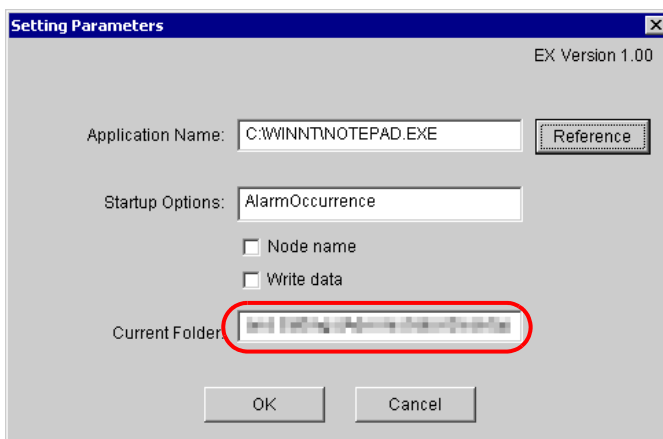 Setting Parameters
EX Version 1.00
Application Name: C:\WINNT\NOTEPAD.EXE Reference
Startup Options: AlarmOccurrence
Node name
Write data
Current Folder:
OK Cancel